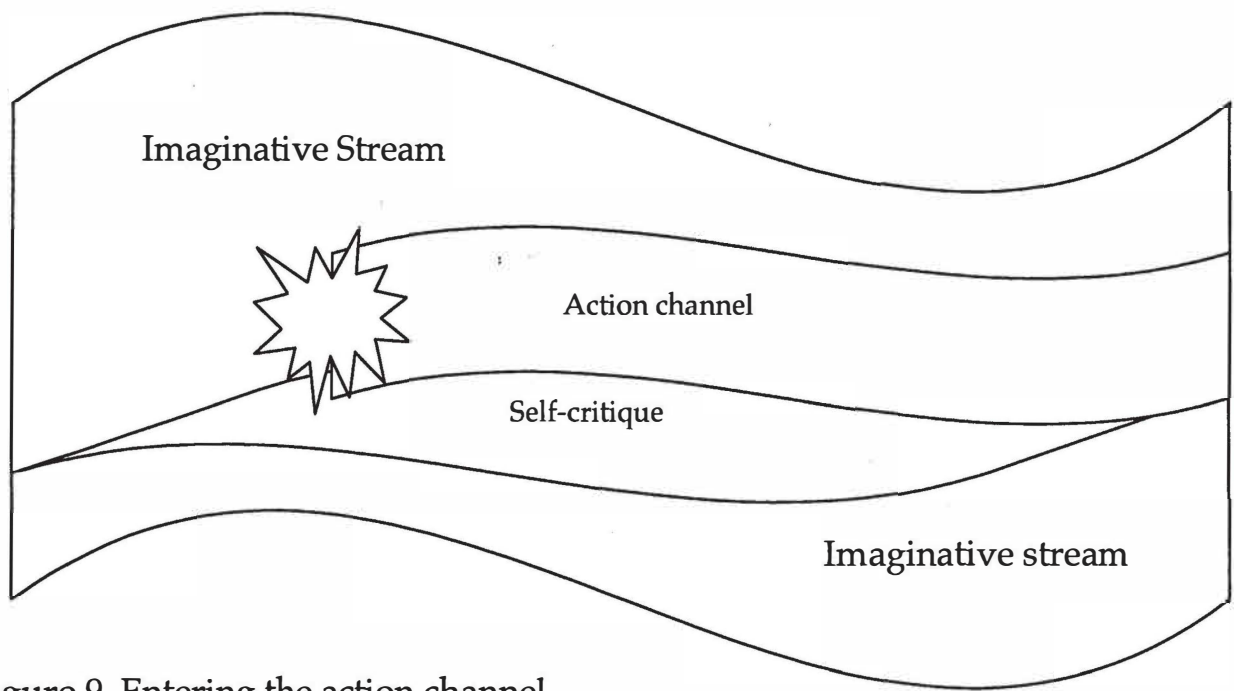 Imaginative Stream
Action channel
Self-critique
Imaginative stream
gure 9. Entering the action channel